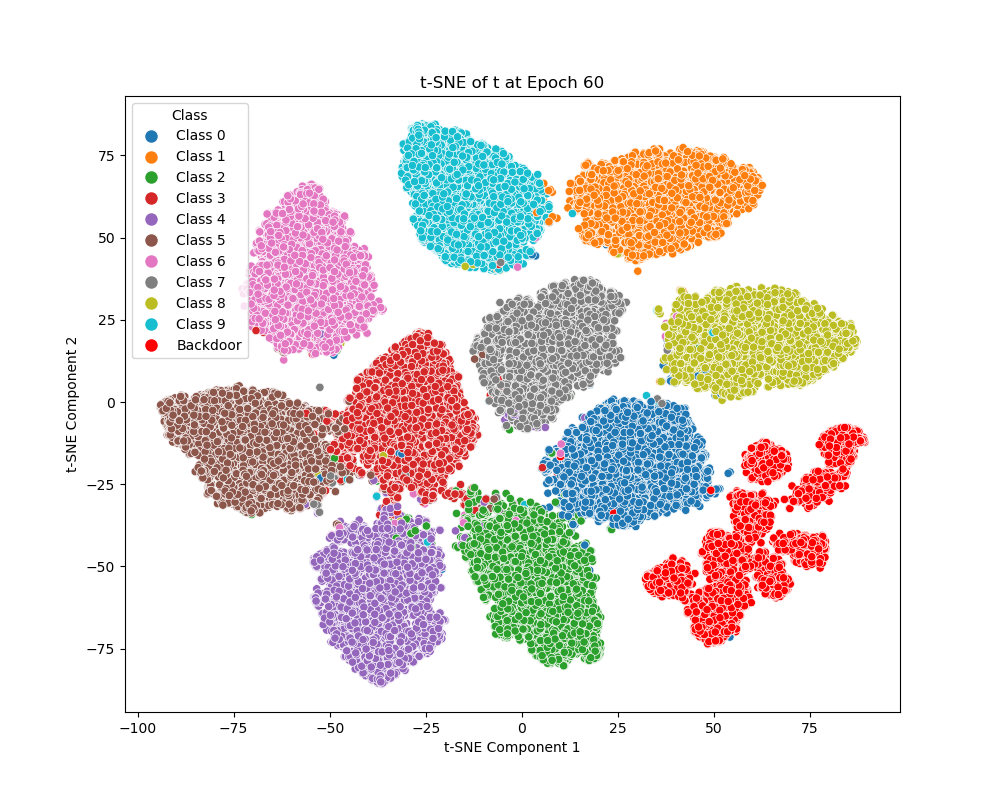 t-SNE of t at Epoch 60
Class
Class 0
Class 1
Class 2
Class 3
Class 4
Class 5
Class 6
Class 7
Class 8
Class 9
Backdoor
75
50
25
0
−25
−50
−75
t-SNE Component 2
−100
−75
−50
−25
0
25
50
75
t-SNE Component 1